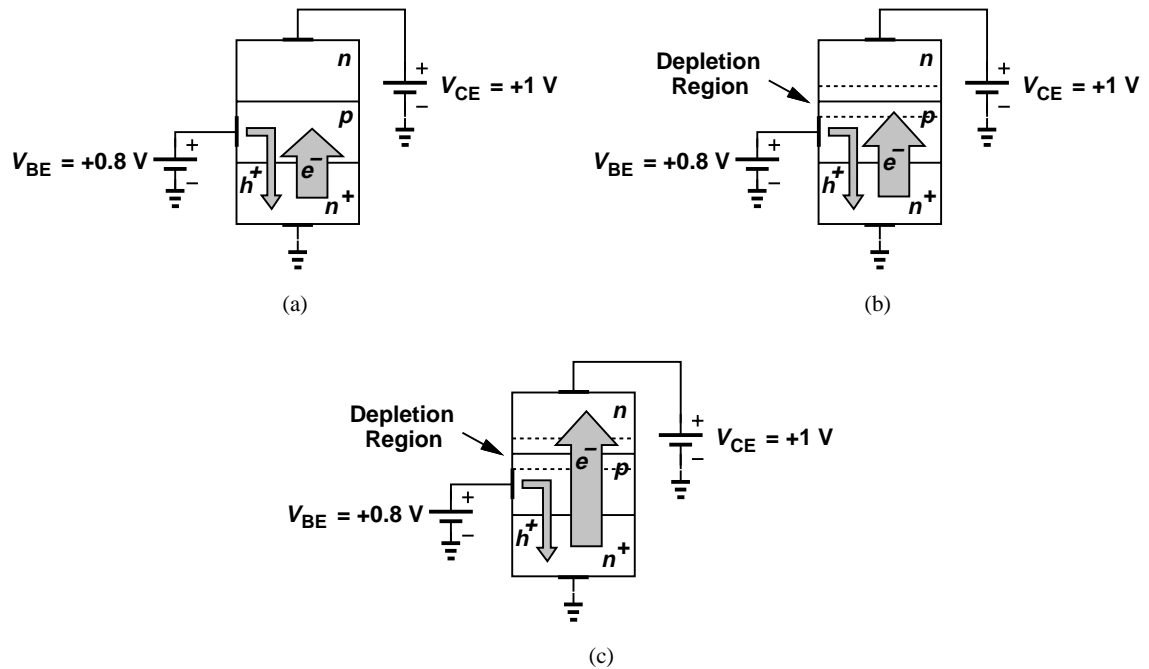 n
+
V_CE = +1 V
−
p
+
V_BE = +0.8 V
−
h+
e−
n+
(a)
Depletion
Region
n
+
V_CE = +1 V
−
p
+
V_BE = +0.8 V
−
h+
e−
n+
(b)
Depletion
Region
n
+
V_CE = +1 V
−
e−
p
+
V_BE = +0.8 V
−
h+
n+
(c)